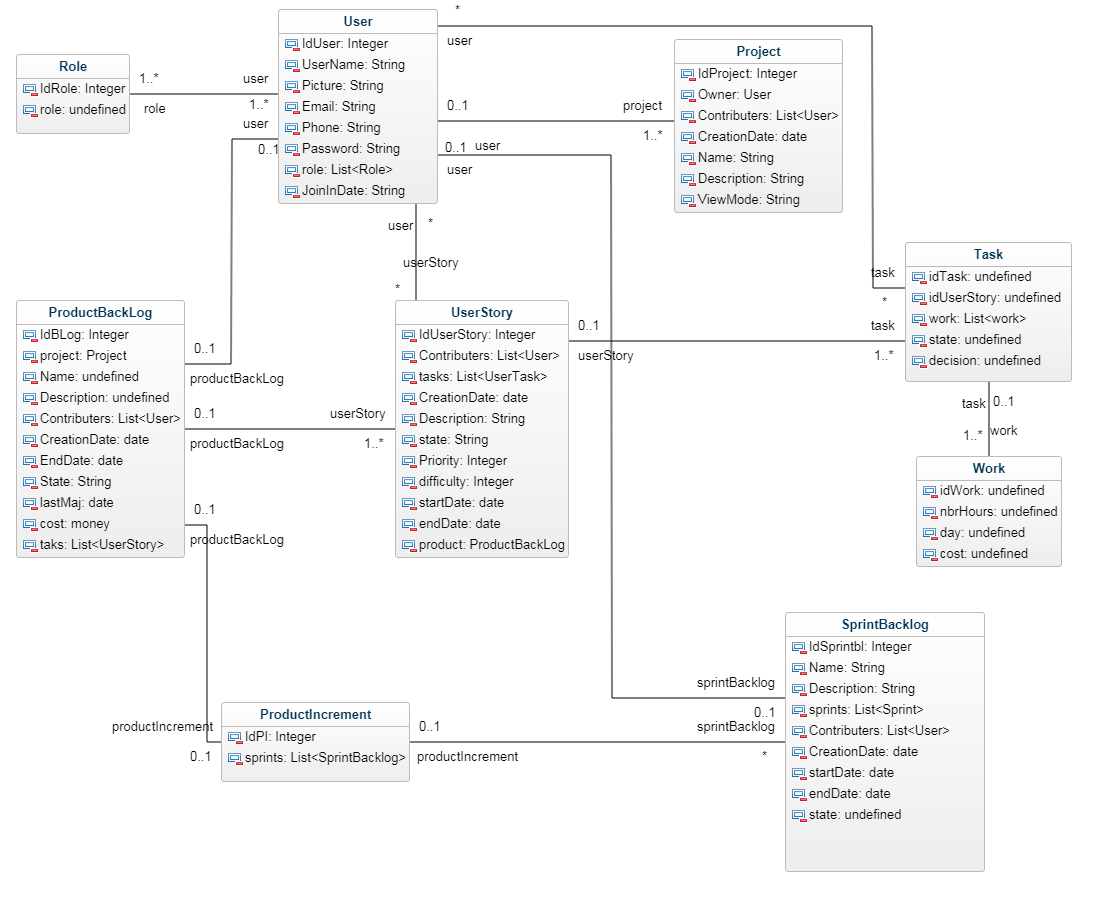 *
User
user
IdUser: Integer
UserName: String
Picture: String
Email: String
Phone: String
Password: String
role: List<Role>
JoinInDate: String
Project
IdProject: Integer
Owner: User
Contributers: List<User>
CreationDate: date
Name: String
Description: String
ViewMode: String
Role
IdRole: Integer
role: undefined
1..*
user
role
1..*
user
0..1
0..1
project
1..*
0..1
user
user
user
*
userStory
*
task
*
Task
idTask: undefined
idUserStory: undefined
work: List<work>
state: undefined
decision: undefined
ProductBackLog
IdBLog: Integer
project: Project
Name: undefined
Description: undefined
Contributers: List<User>
CreationDate: date
EndDate: date
State: String
lastMaj: date
cost: money
taks: List<UserStory>
0..1
productBackLog
0..1
userStory
productBackLog
1..*
0..1
productBackLog
UserStory
IdUserStory: Integer
Contributers: List<User>
tasks: List<UserTask>
CreationDate: date
Description: String
state: String
Priority: Integer
difficulty: Integer
startDate: date
endDate: date
product: ProductBackLog
0..1
task
userStory
1..*
task
0..1
1..*
work
Work
idWork: undefined
nbrHours: undefined
day: undefined
cost: undefined
SprintBacklog
IdSprintbl: Integer
Name: String
Description: String
sprints: List<Sprint>
Contributers: List<User>
CreationDate: date
startDate: date
endDate: date
state: undefined
sprintBacklog
0..1
sprintBacklog
*
productIncrement
0..1
ProductIncrement
IdPI: Integer
sprints: List<SprintBacklog>
0..1
productIncrement